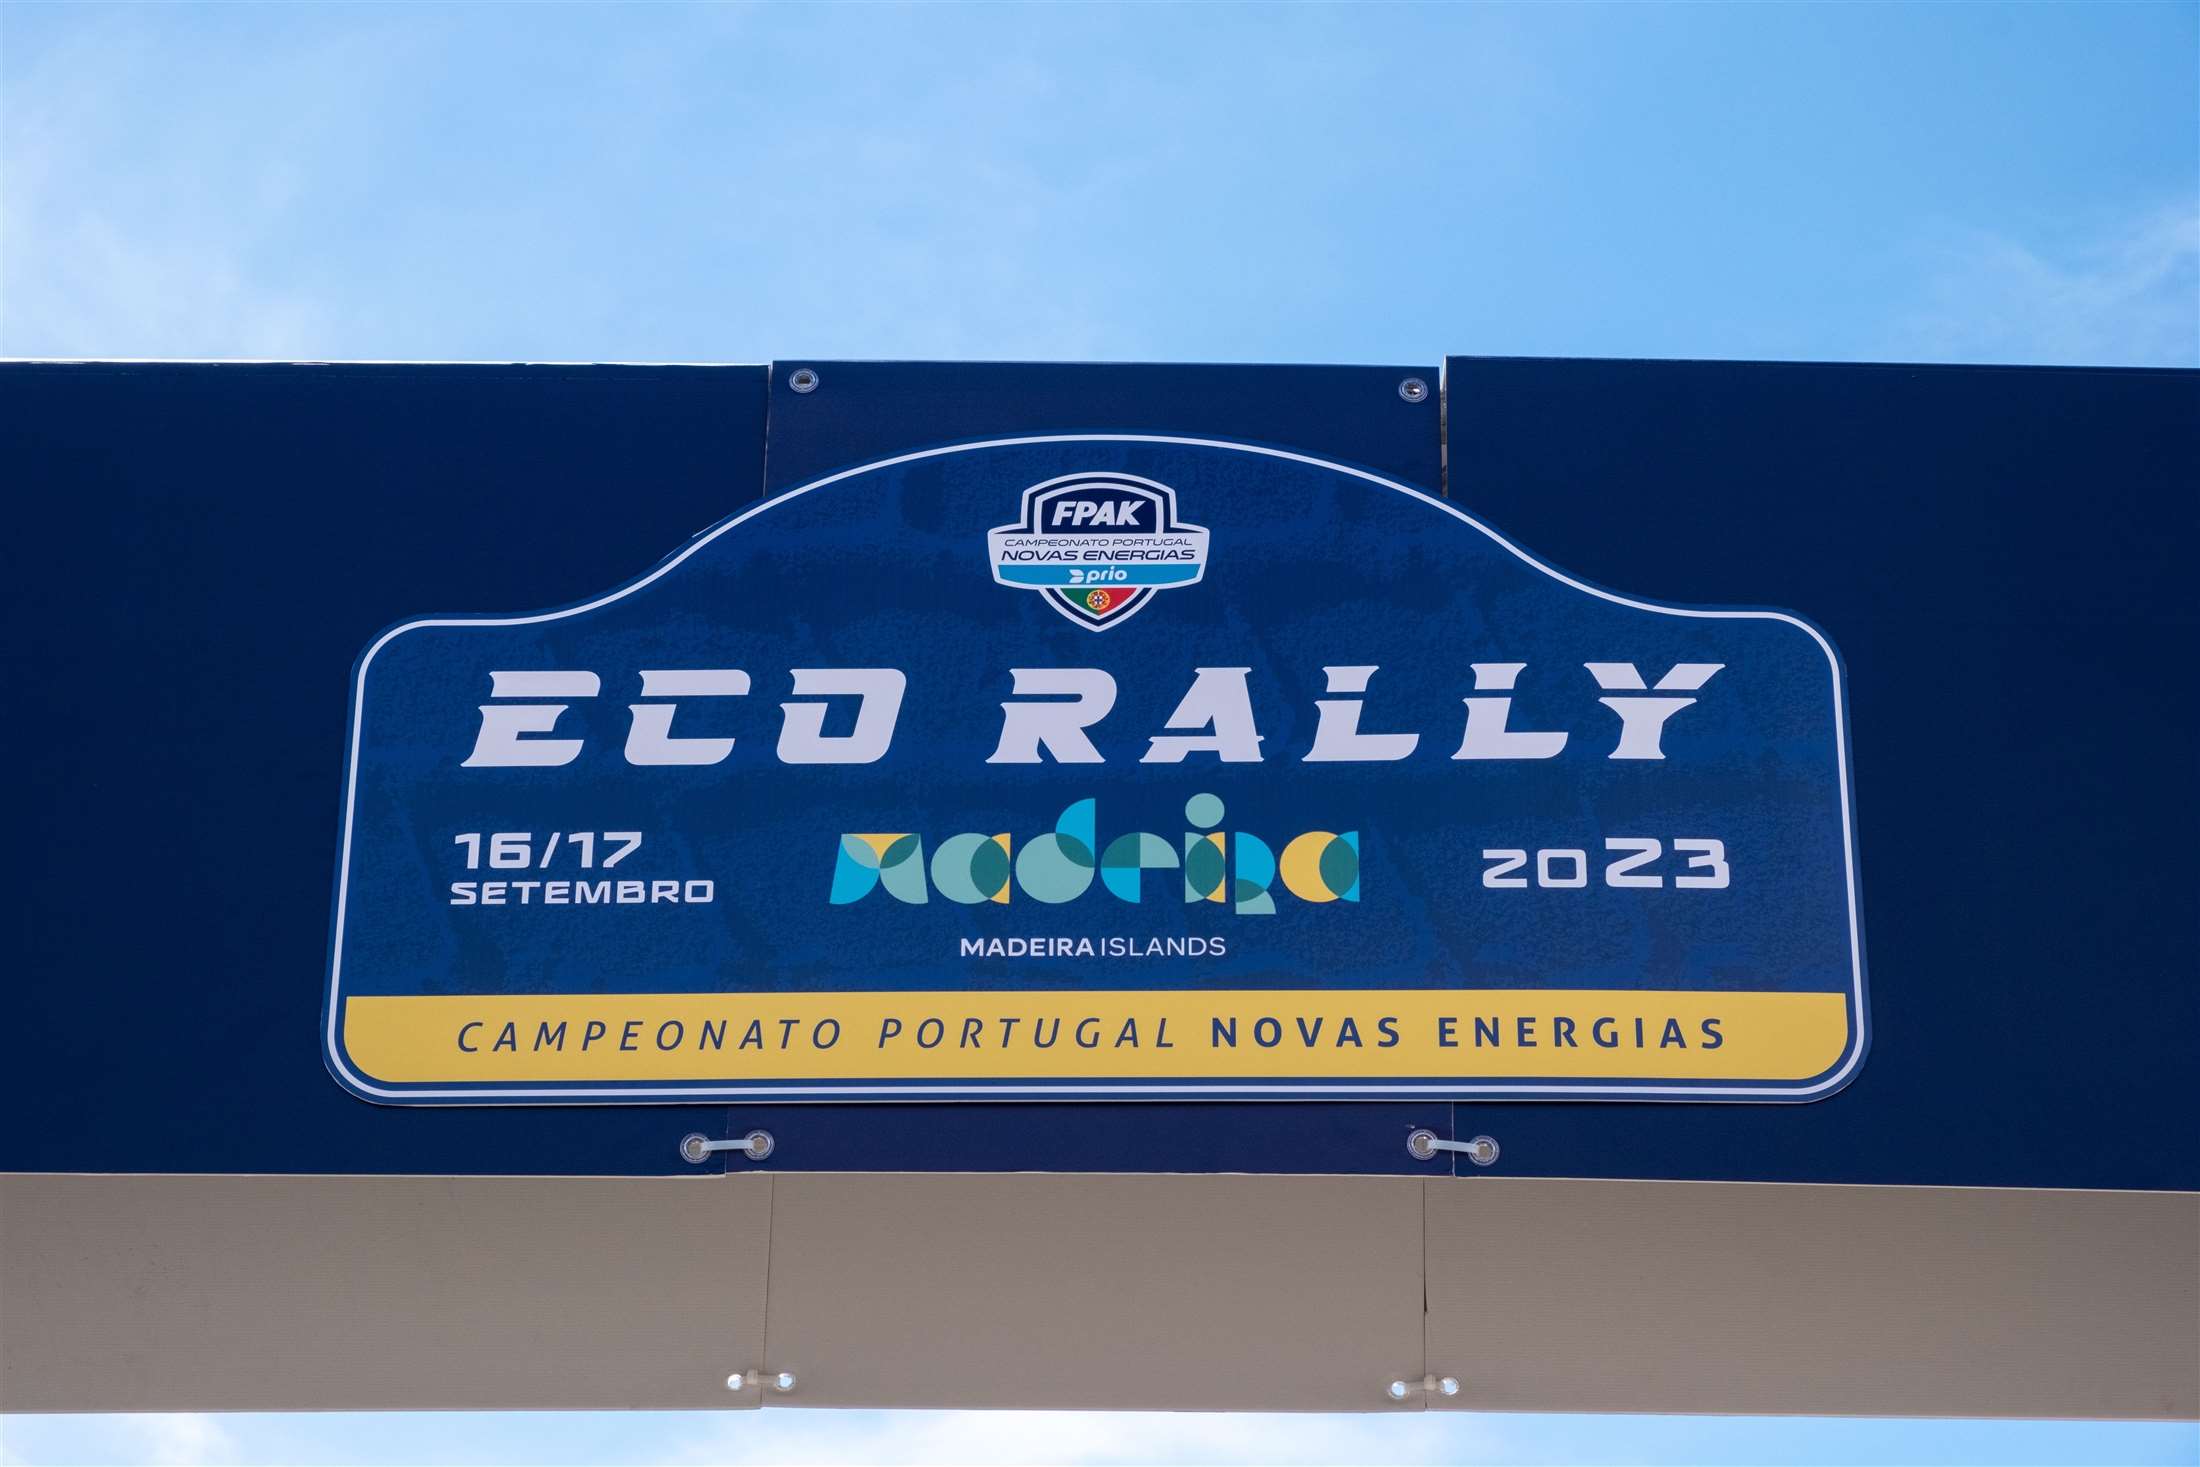 FPAK
CAMPEONATO PORTUGAL
NOVAS ENERGIAS
prio
ECO RALLY
16/17
SETEMBRO
madeira
2023
MADEIRA ISLANDS
CAMPEONATO PORTUGAL NOVAS ENERGIAS